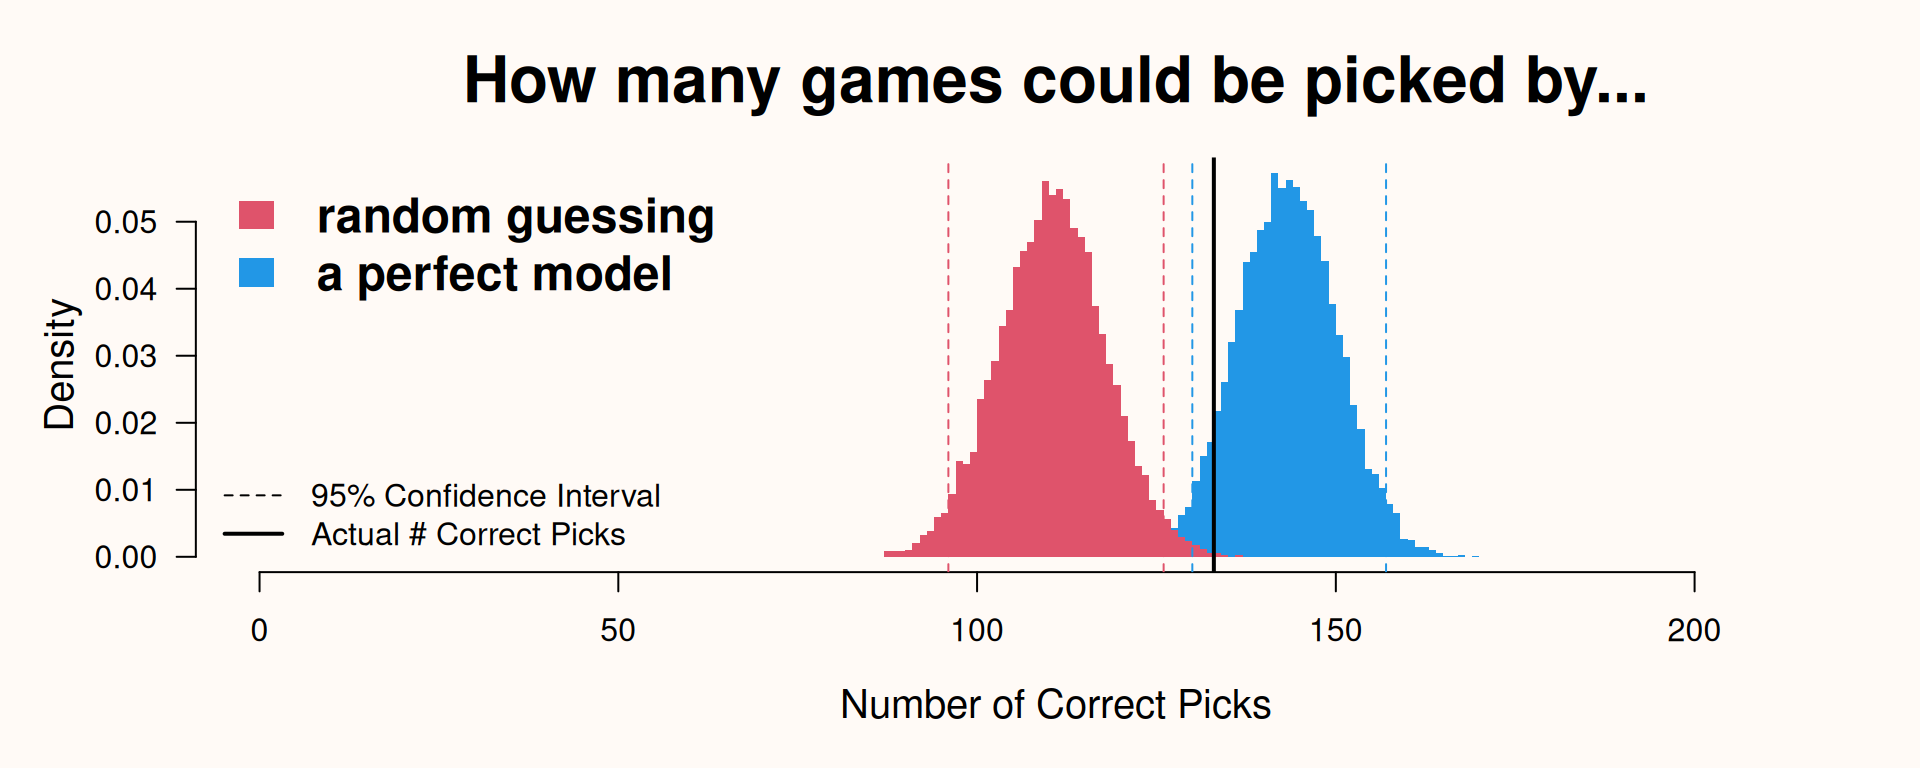 How many games could be picked by...
random guessing
a perfect model
95% Confidence Interval
Actual # Correct Picks
Density
0.05
0.04
0.03
0.02
0.01
0.00
0 50 100 150 200
Number of Correct Picks